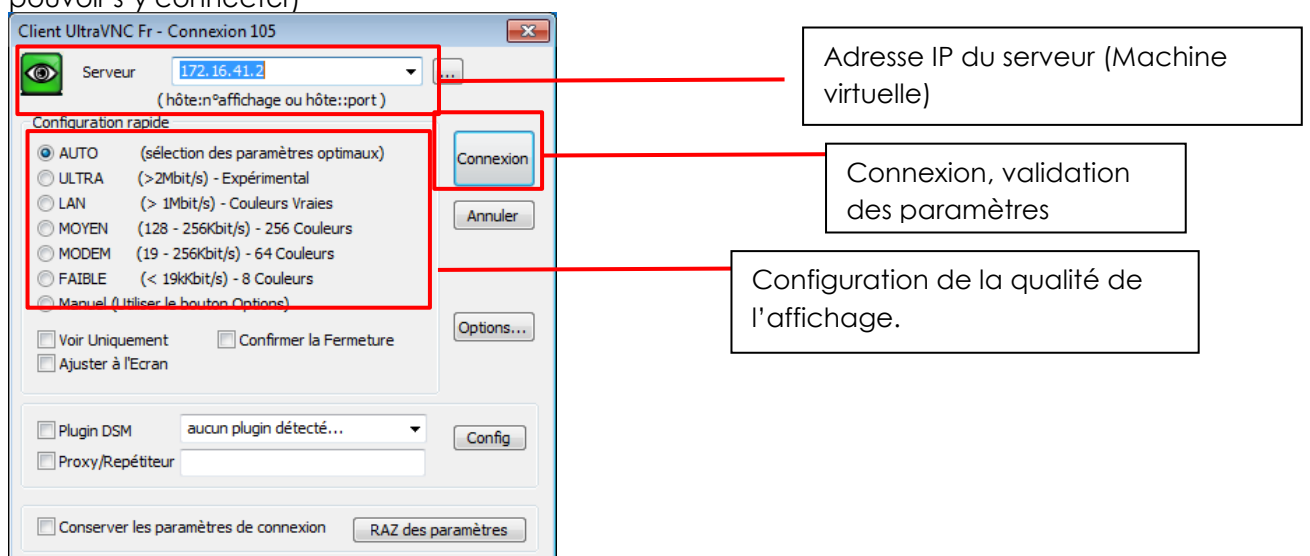 pouvoir s'y connecter)
Client UltraVNC Fr - Connexion 105
Serveur 172.16.41.2 ...
( hôte:n°affichage ou hôte::port )
Adresse IP du serveur (Machine
virtuelle)
Configuration rapide
AUTO (sélection des paramètres optimaux)
ULTRA (>2Mbit/s) - Expérimental
LAN (> 1Mbit/s) - Couleurs Vraies
MOYEN (128 - 256Kbit/s) - 256 Couleurs
MODEM (19 - 256Kbit/s) - 64 Couleurs
FAIBLE (< 19kKbit/s) - 8 Couleurs
Manuel (Utiliser le bouton Options)
Connexion
Annuler
Connexion, validation
des paramètres
Configuration de la qualité de
l'affichage.
Voir Uniquement Confirmer la Fermeture
Ajuster à l'Ecran
Options...
Plugin DSM aucun plugin détecté... Config
Proxy/Repétiteur
Conserver les paramètres de connexion RAZ des paramètres